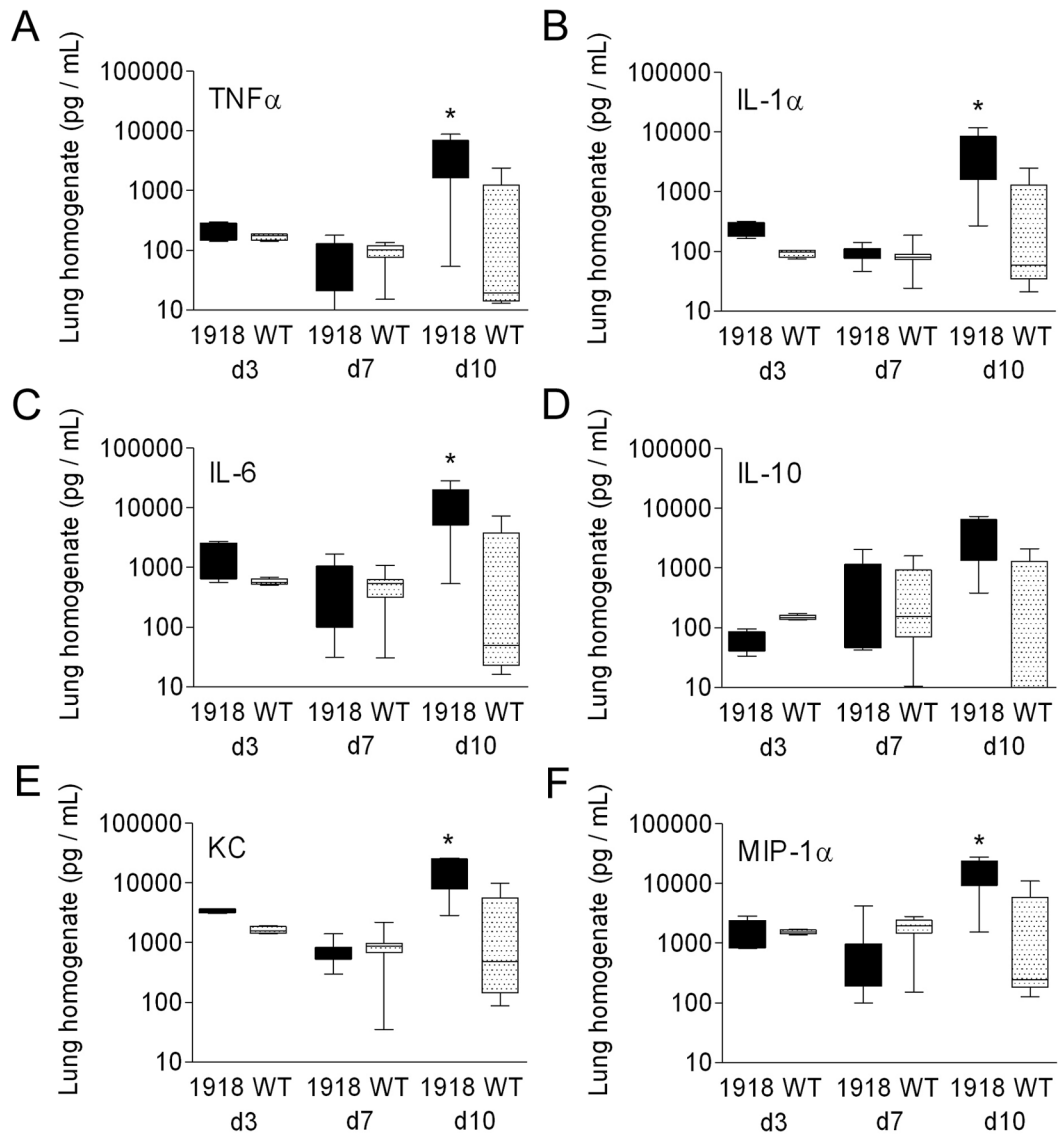 A
Lung homogenate (pg / mL)
100000
10000
1000
100
10
TNFα
*
1918 WT 1918 WT 1918 WT
d3 d7 d10
B
Lung homogenate (pg / mL)
100000
10000
1000
100
10
IL-1α
*
1918 WT 1918 WT 1918 WT
d3 d7 d10
C
Lung homogenate (pg / mL)
100000
10000
1000
100
10
IL-6
*
1918 WT 1918 WT 1918 WT
d3 d7 d10
D
Lung homogenate (pg / mL)
100000
10000
1000
100
10
IL-10
1918 WT 1918 WT 1918 WT
d3 d7 d10
E
Lung homogenate (pg / mL)
100000
10000
1000
100
10
KC
*
1918 WT 1918 WT 1918 WT
d3 d7 d10
F
Lung homogenate (pg / mL)
100000
10000
1000
100
10
MIP-1α
*
1918 WT 1918 WT 1918 WT
d3 d7 d10